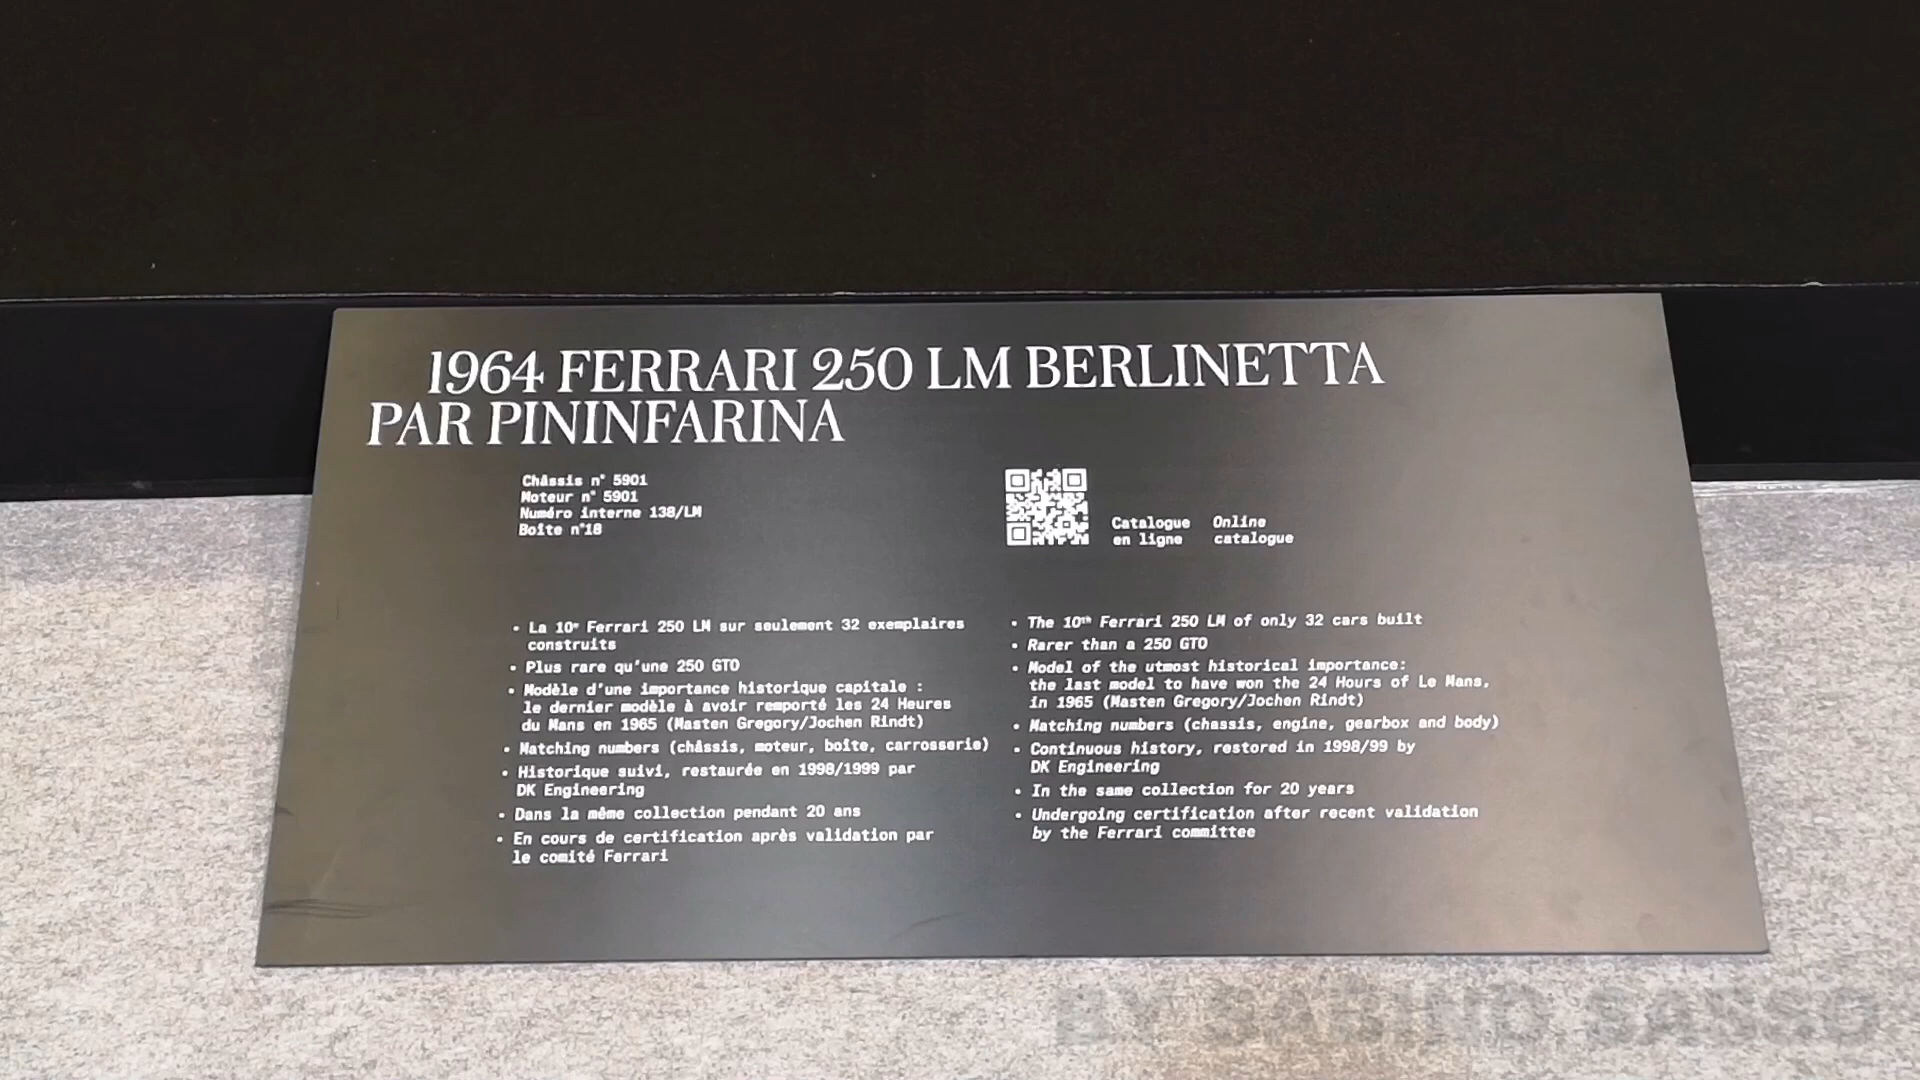 1964 FERRARI 250 LM BERLINETTA
PAR PININFARINA
Châssis n° 5901
Moteur n° 5901
Numéro interne 138/LM
Boîte n°18
Catalogue
en ligne
Online
catalogue
• La 10e Ferrari 250 LM sur seulement 32 exemplaires
construits
• Plus rare qu'une 250 GTO
• Modèle d'une importance historique capitale :
le dernier modèle à avoir remporté les 24 Heures
du Mans en 1965 (Masten Gregory/Jochen Rindt)
• Matching numbers (châssis, moteur, boîte, carrosserie)
• Historique suivi, restaurée en 1998/1999 par
DK Engineering
• Dans la même collection pendant 20 ans
• En cours de certification après validation par
le comité Ferrari
• The 10th Ferrari 250 LM of only 32 cars built
• Rarer than a 250 GTO
• Model of the utmost historical importance:
the last model to have won the 24 Hours of Le Mans,
in 1965 (Masten Gregory/Jochen Rindt)
• Matching numbers (chassis, engine, gearbox and body)
• Continuous history, restored in 1998/99 by
DK Engineering
• In the same collection for 20 years
• Undergoing certification after recent validation
by the Ferrari committee
BY SABINO SASSO